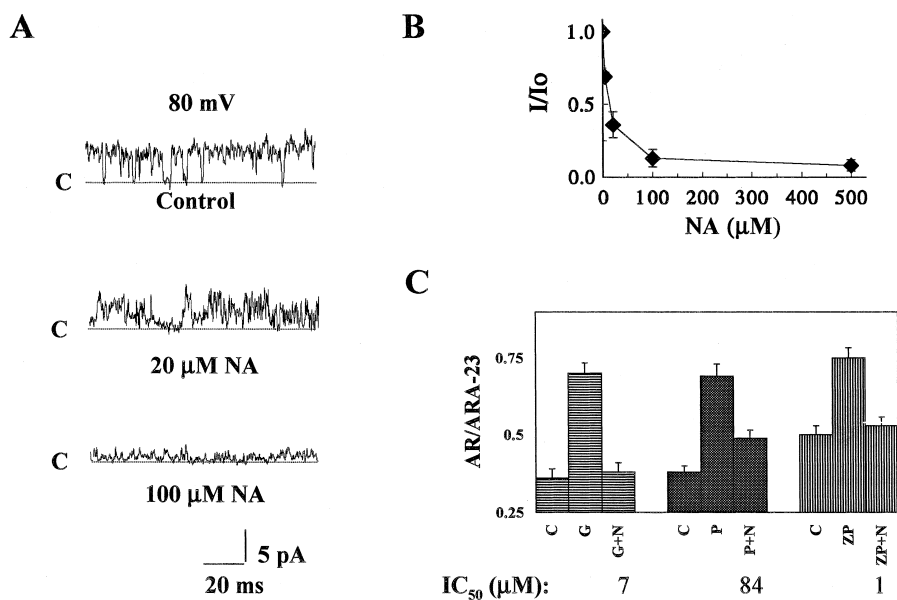 A
80 mV
C
Control
C
20 μM NA
C
100 μM NA
5 pA
20 ms
B
I/Io
1.0
0.5
0.0
0 100 200 300 400 500
NA (μM)
C
AR/ARA-23
0.75
0.5
0.25
C G G+N C P P+N C ZP ZP+N
IC50 (μM): 7 84 1